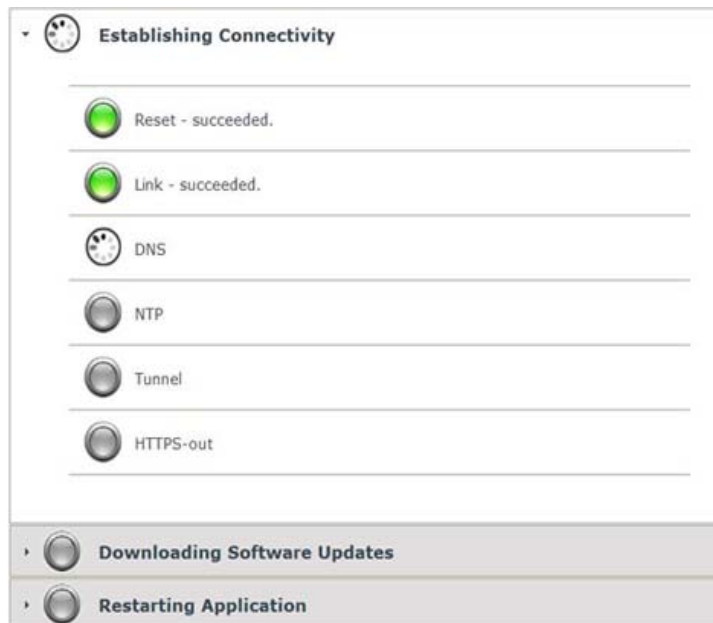 Establishing Connectivity
Reset - succeeded.
Link - succeeded.
DNS
NTP
Tunnel
HTTPS-out
Downloading Software Updates
Restarting Application